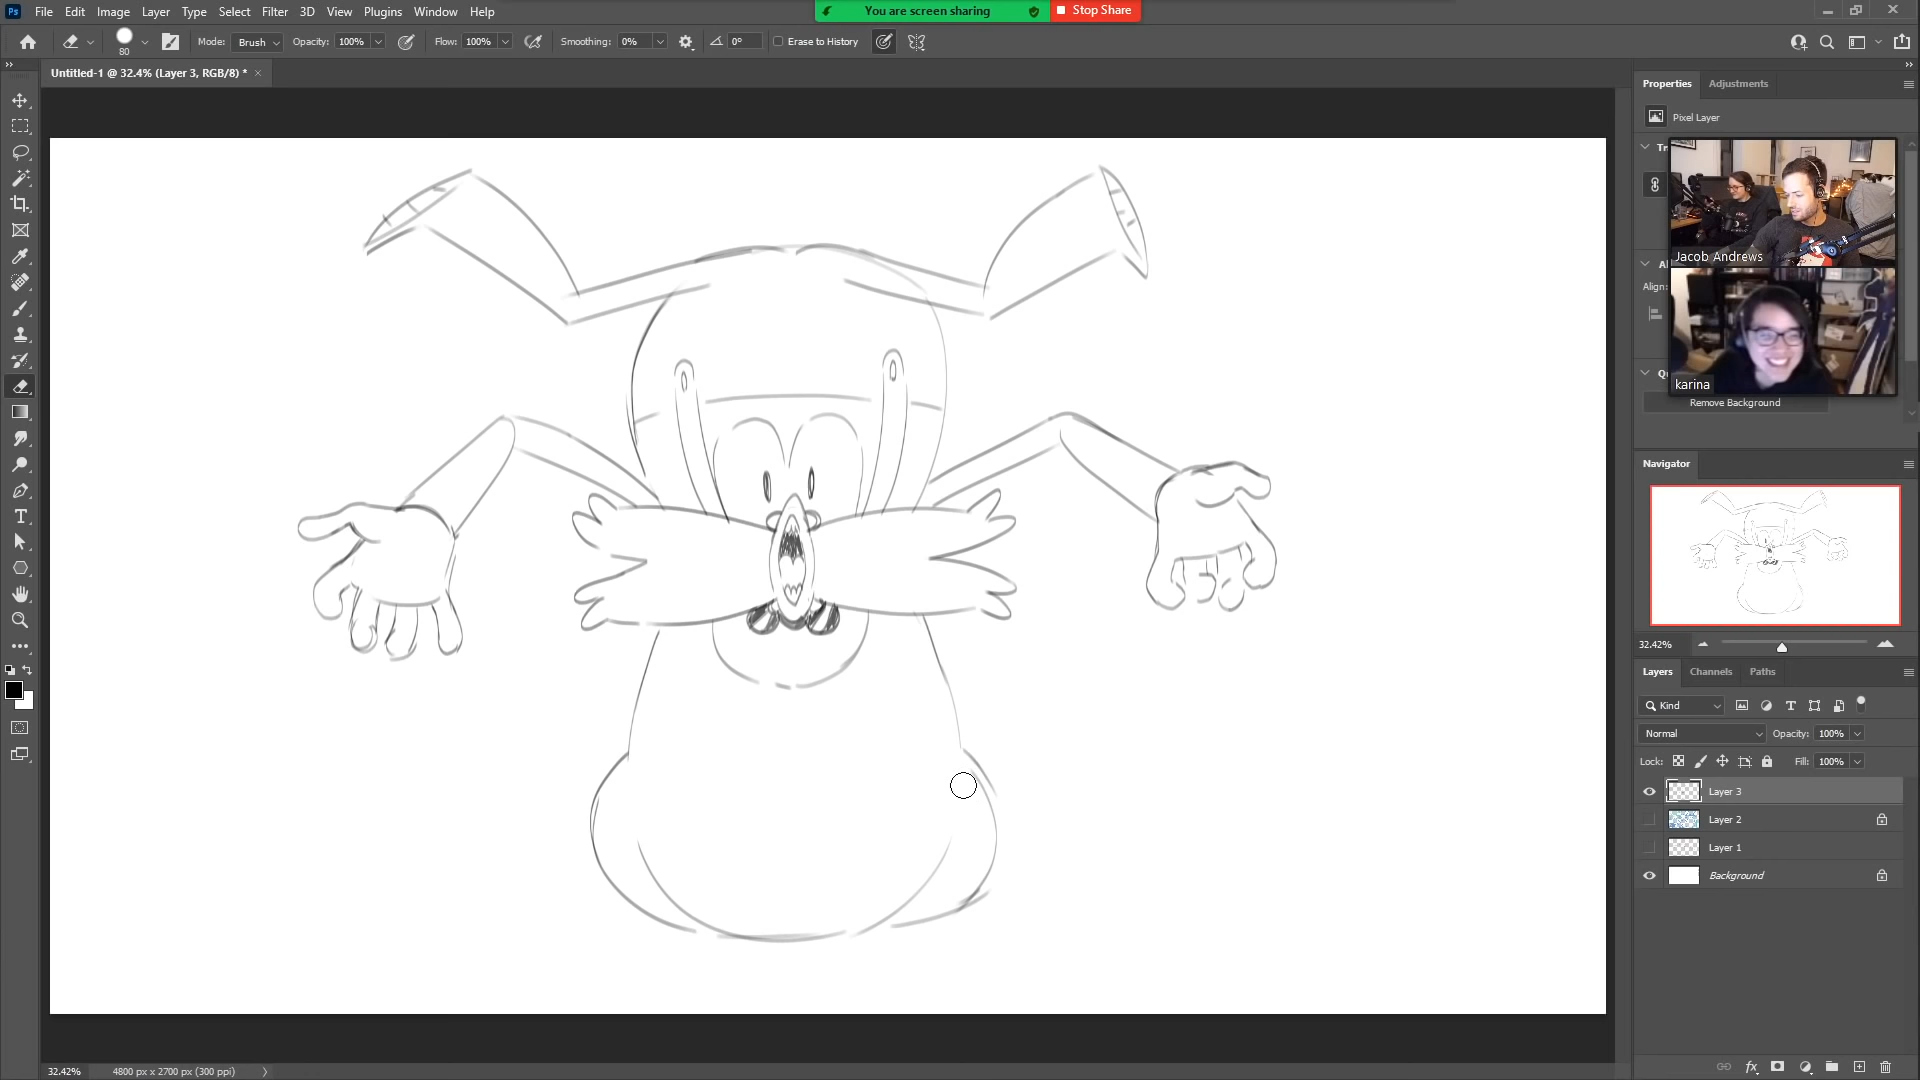 Ps File Edit Image Layer Type Select Filter 3D View Plugins Window Help
You are screen sharing Stop Share
80 Mode: Brush Opacity: 100% Flow: 100% Smoothing: 0% 0° Erase to History
Untitled-1 @ 32.4% (Layer 3, RGB/8) *
Properties Adjustments
Pixel Layer
Jacob Andrews
Align:
karina
Remove Background
Navigator
32.42%
Layers Channels Paths
Kind
Normal Opacity: 100%
Lock: Fill: 100%
Layer 3
Layer 2
Layer 1
Background
32.42% 4800 px x 2700 px (300 ppi)